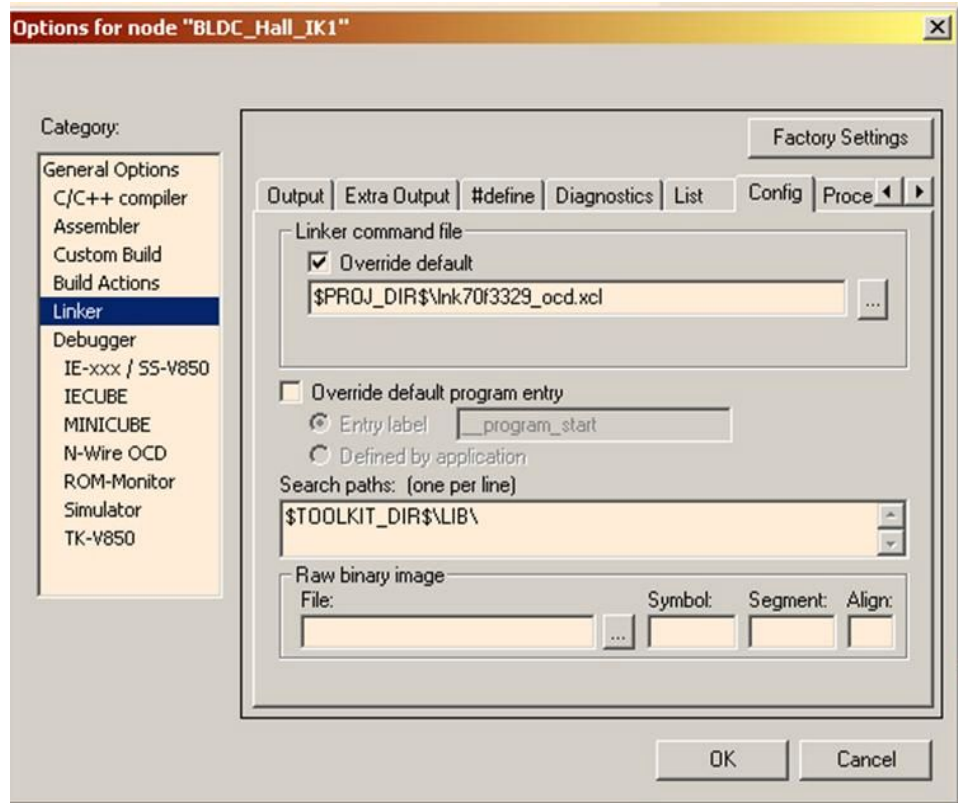 Options for node "BLDC_Hall_IK1"
Category:
Factory Settings
General Options
C/C++ compiler
Assembler
Custom Build
Build Actions
Linker
Debugger
IE-xxx / SS-V850
IECUBE
MINICUBE
N-Wire OCD
ROM-Monitor
Simulator
TK-V850
Output Extra Output #define Diagnostics List Config Proce
Linker command file
Override default
$PROJ_DIR$\lnk70f3329_ocd.xcl
...
Override default program entry
Entry label __program_start
Defined by application
Search paths: (one per line)
$TOOLKIT_DIR$\LIB\
Raw binary image
File: Symbol: Segment: Align:
...
OK Cancel